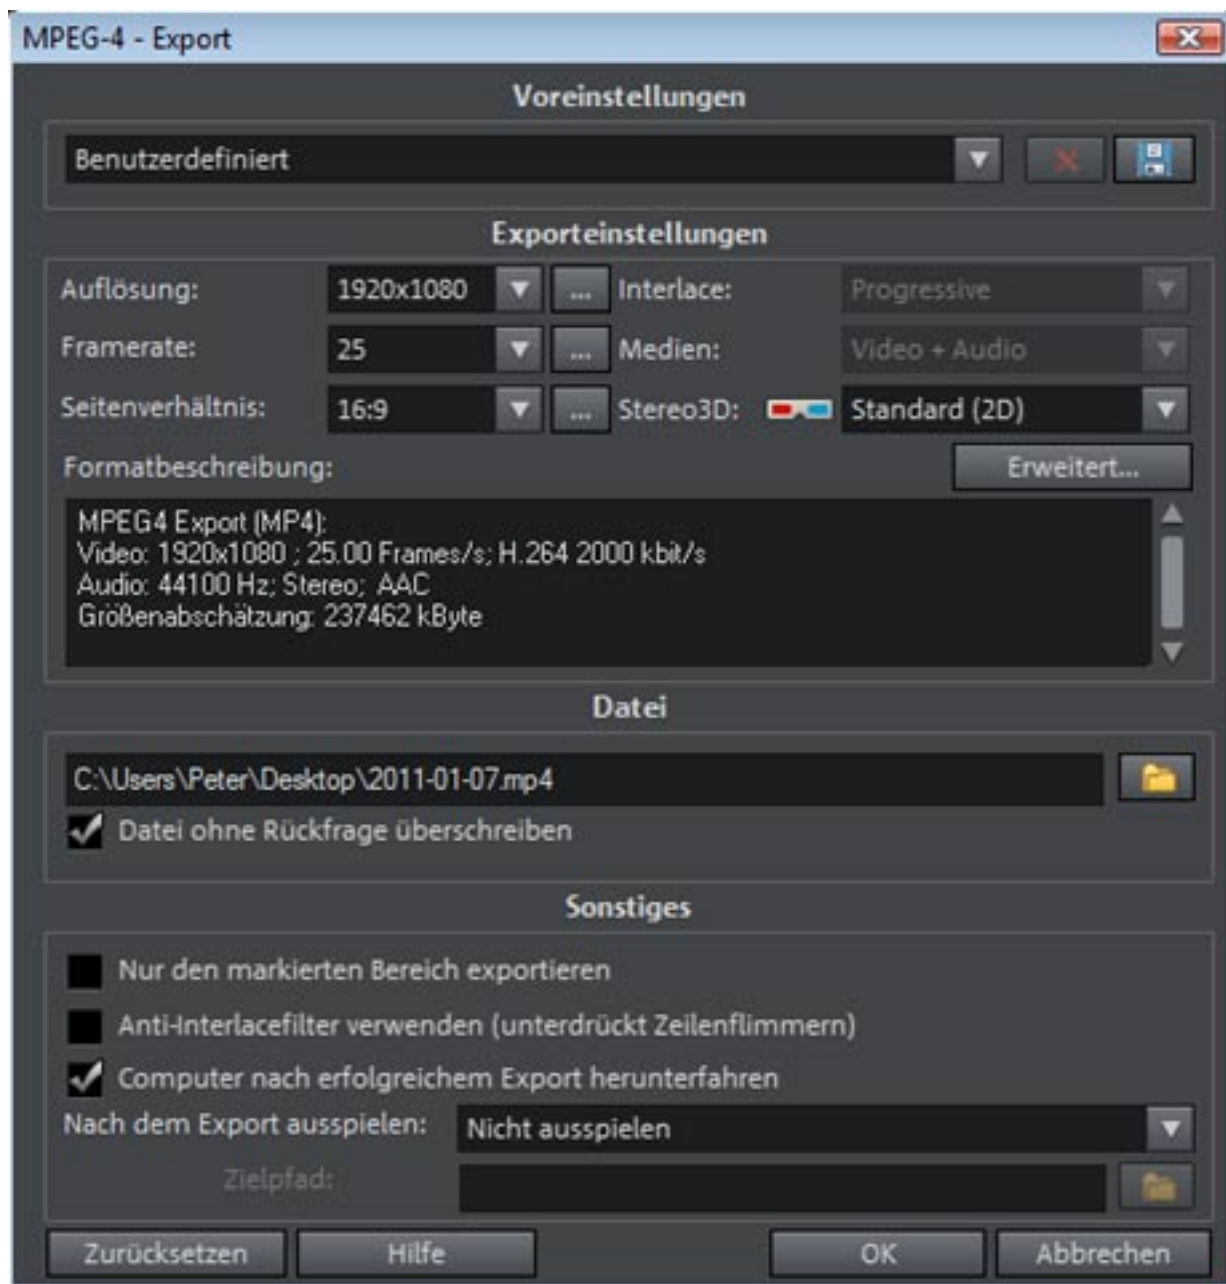 MPEG-4 - Export
Voreinstellungen
Benutzerdefiniert
Exporteinstellungen
Auflösung: 1920x1080 ... Interlace: Progressive
Framerate: 25 ... Medien: Video + Audio
Seitenverhältnis: 16:9 ... Stereo3D: Standard (2D)
Formatbeschreibung: Erweitert...
MPEG4 Export (MP4):
Video: 1920x1080 ; 25.00 Frames/s; H.264 2000 kbit/s
Audio: 44100 Hz; Stereo; AAC
Größenabschätzung: 237462 kByte
Datei
C:\Users\Peter\Desktop\2011-01-07.mp4
Datei ohne Rückfrage überschreiben
Sonstiges
Nur den markierten Bereich exportieren
Anti-Interlacefilter verwenden (unterdrückt Zeilenflimmern)
Computer nach erfolgreichem Export herunterfahren
Nach dem Export ausspielen: Nicht ausspielen
Zielpfad:
Zurücksetzen Hilfe OK Abbrechen